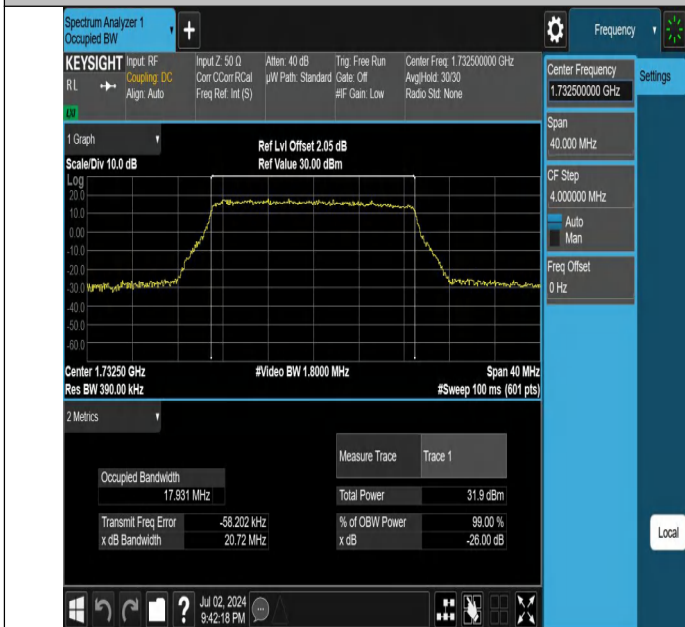 Spectrum Analyzer 1
Occupied BW
Frequency
KEYSIGHT
RL
Input: RF
Coupling: DC
Align: Auto
Input Z: 50 Ω
Corr CCorr RCal
Freq Ref: Int (S)
Atten: 40 dB
µW Path: Standard
Trig: Free Run
Gate: Off
#IF Gain: Low
Center Freq: 1.732500000 GHz
Avg|Hold: 30/30
Radio Std: None
Center Frequency
1.732500000 GHz
Settings
Span
40.000 MHz
CF Step
4.000000 MHz
Auto
Man
Freq Offset
0 Hz
1 Graph
Scale/Div 10.0 dB
Ref Lvl Offset 2.05 dB
Ref Value 30.00 dBm
Log
20.0
10.0
0.00
-10.0
-20.0
-30.0
-40.0
-50.0
-60.0
Center 1.73250 GHz
#Video BW 1.8000 MHz
Span 40 MHz
Res BW 390.00 kHz
#Sweep 100 ms (601 pts)
2 Metrics
Measure Trace Trace 1
Occupied Bandwidth
17.931 MHz
Total Power 31.9 dBm
Transmit Freq Error -58.202 kHz
% of OBW Power 99.00 %
x dB Bandwidth 20.72 MHz
x dB -26.00 dB
Local
?
Jul 02, 2024
9:42:18 PM